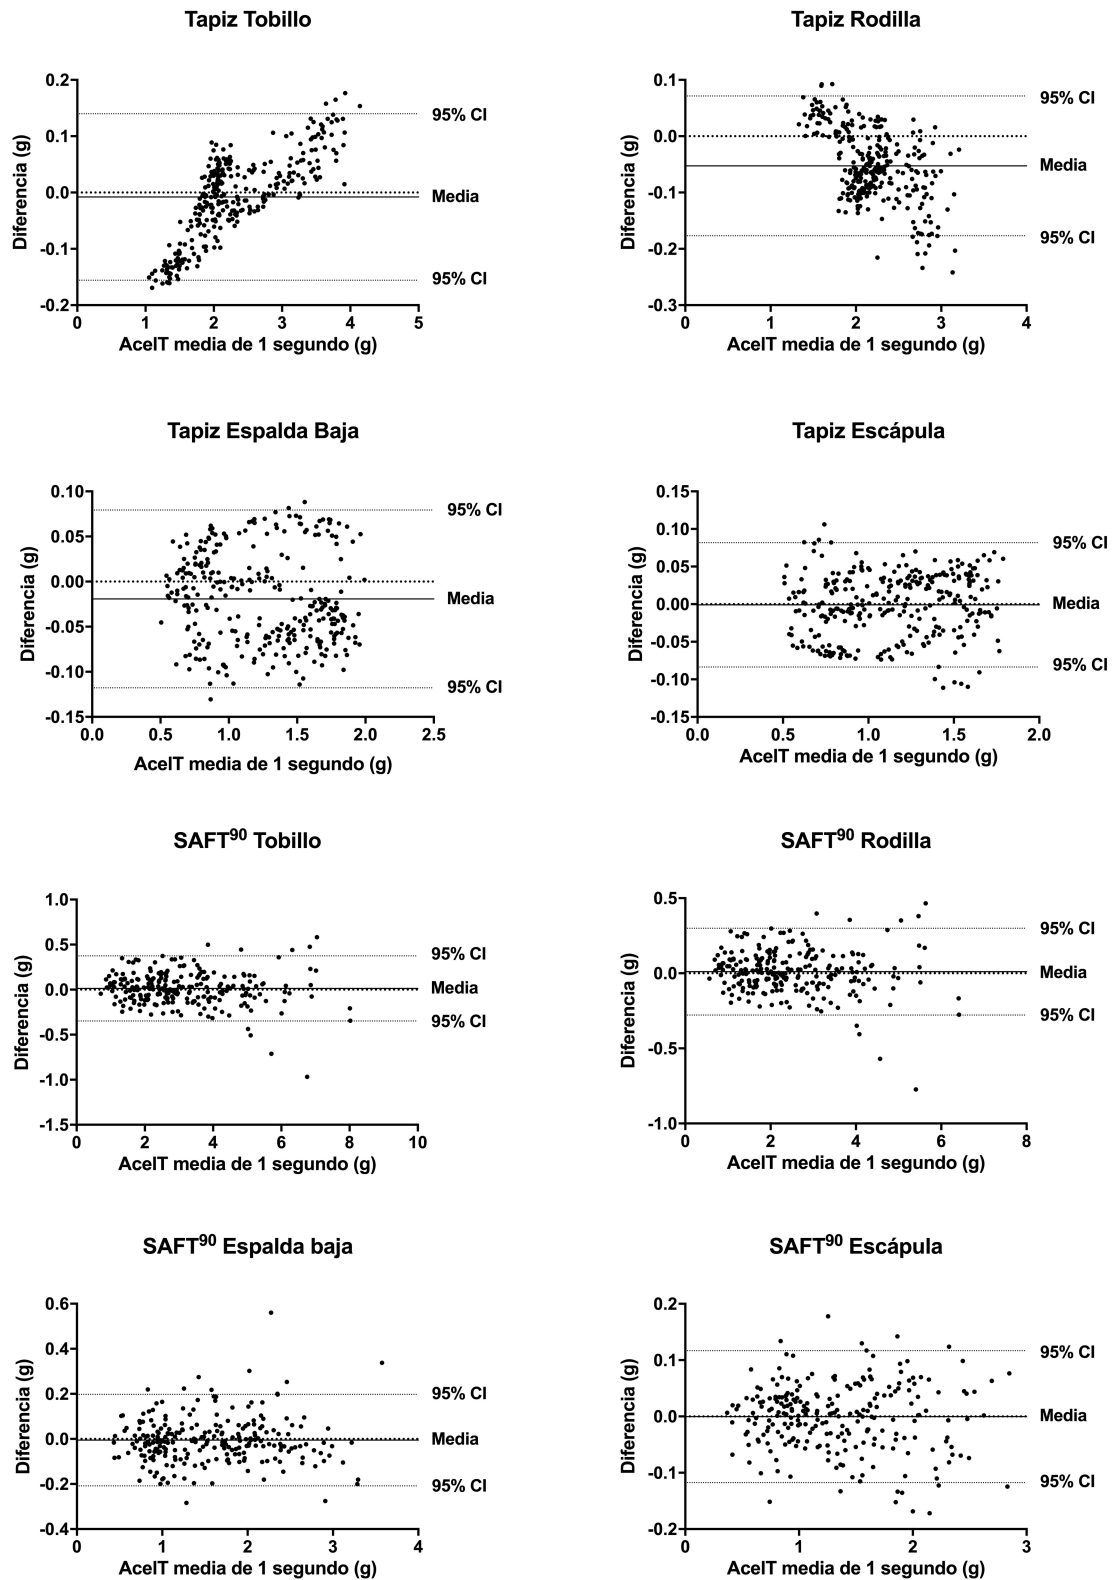 Tapiz Tobillo
0.2
0.1
0.0
-0.1
-0.2
Diferencia (g)
95% CI
Media
95% CI
0 1 2 3 4 5
AcelT media de 1 segundo (g)
Tapiz Rodilla
0.1
0.0
-0.1
-0.2
-0.3
Diferencia (g)
95% CI
Media
95% CI
0 1 2 3 4
AcelT media de 1 segundo (g)
Tapiz Espalda Baja
0.10
0.05
0.00
-0.05
-0.10
-0.15
Diferencia (g)
95% CI
Media
95% CI
0.0 0.5 1.0 1.5 2.0 2.5
AcelT media de 1 segundo (g)
Tapiz Escápula
0.15
0.10
0.05
0.00
-0.05
-0.10
-0.15
Diferencia (g)
95% CI
Media
95% CI
0.0 0.5 1.0 1.5 2.0
AcelT media de 1 segundo (g)
SAFT90 Tobillo
1.0
0.5
0.0
-0.5
-1.0
-1.5
Diferencia (g)
95% CI
Media
95% CI
0 2 4 6 8 10
AcelT media de 1 segundo (g)
SAFT90 Rodilla
0.5
0.0
-0.5
-1.0
Diferencia (g)
95% CI
Media
95% CI
0 2 4 6 8
AcelT media de 1 segundo (g)
SAFT90 Espalda baja
0.6
0.4
0.2
0.0
-0.2
-0.4
Diferencia (g)
95% CI
Media
95% CI
0 1 2 3 4
AcelT media de 1 segundo (g)
SAFT90 Escápula
0.2
0.1
0.0
-0.1
-0.2
Diferencia (g)
95% CI
Media
95% CI
0 1 2 3
AcelT media de 1 segundo (g)